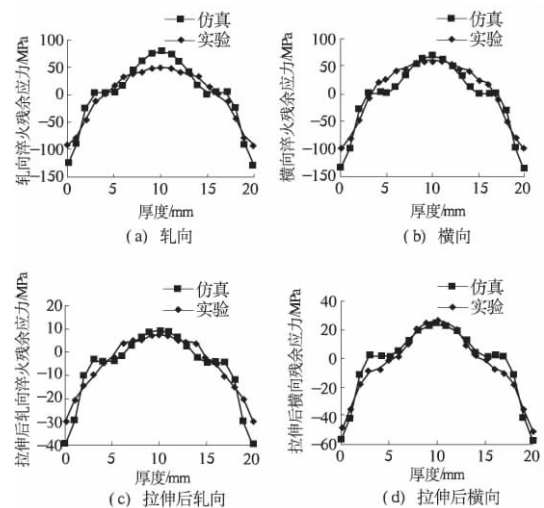 仿真
实验
轧向淬火残余应力/MPa
100
50
0
-50
-100
-150
0
5
10
15
20
厚度/mm
(a) 轧向
仿真
实验
横向淬火残余应力/MPa
100
50
0
-50
-100
-150
0
5
10
15
20
厚度/mm
(b) 横向
仿真
实验
拉伸后轧向淬火残余应力/MPa
20
10
0
-10
-20
-30
-40
0
5
10
15
20
厚度/mm
(c) 拉伸后轧向
仿真
实验
拉伸后横向残余应力/MPa
40
20
0
-20
-40
-60
0
5
10
15
20
厚度/mm
(d) 拉伸后横向